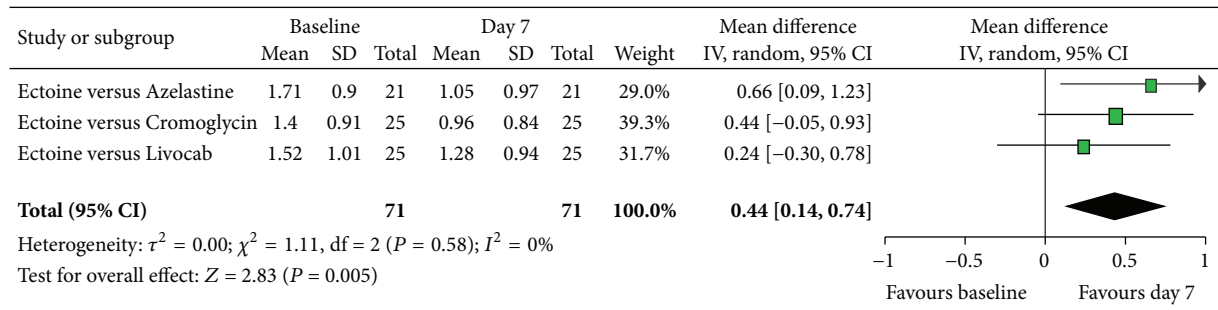 Study or subgroup Baseline Day 7 Mean difference Mean difference
Mean SD Total Mean SD Total Weight IV, random, 95% CI IV, random, 95% CI
Ectoine versus Azelastine 1.71 0.9 21 1.05 0.97 21 29.0% 0.66 [0.09, 1.23]
Ectoine versus Cromoglycin 1.4 0.91 25 0.96 0.84 25 39.3% 0.44 [−0.05, 0.93]
Ectoine versus Livocab 1.52 1.01 25 1.28 0.94 25 31.7% 0.24 [−0.30, 0.78]
Total (95% CI) 71 71 100.0% 0.44 [0.14, 0.74]
Heterogeneity: τ² = 0.00; χ² = 1.11, df = 2 (P = 0.58); I² = 0%
Test for overall effect: Z = 2.83 (P = 0.005)
−1 −0.5 0 0.5 1
Favours baseline Favours day 7